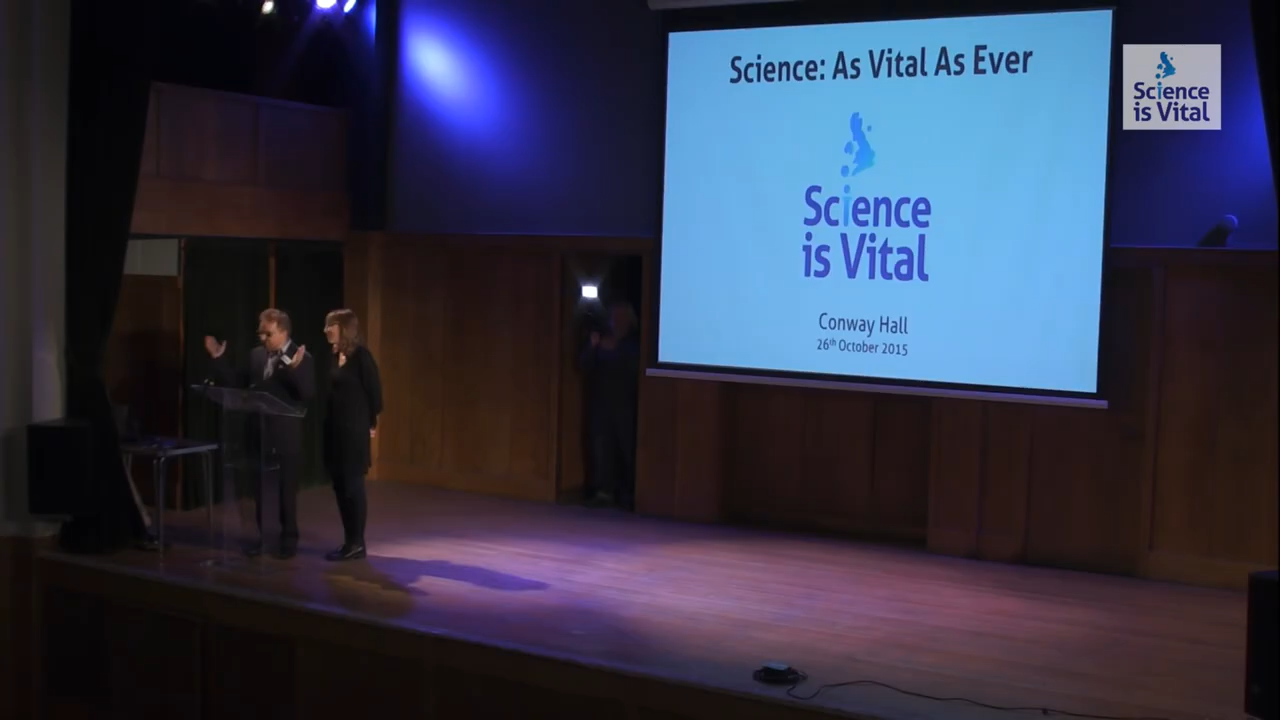 Science: As Vital As Ever
Science
is Vital
Conway Hall
26th October 2015
Science
is Vital